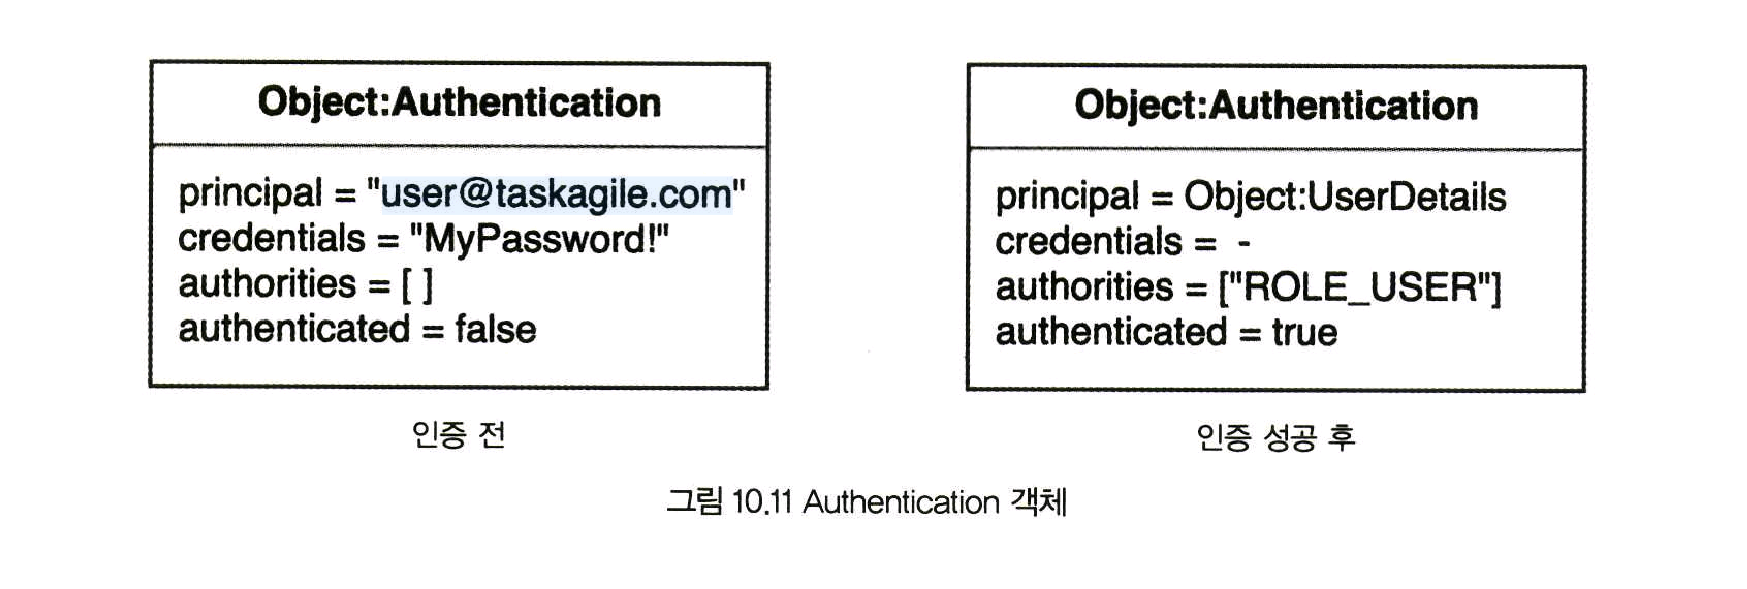 Object:Authentication
principal = "user@taskagile.com"
credentials = "MyPassword!"
authorities = [ ]
authenticated = false
인증 전
Object:Authentication
principal = Object:UserDetails
credentials = -
authorities = ["ROLE_USER"]
authenticated = true
인증 성공 후
그림 10.11 Authentication 객체